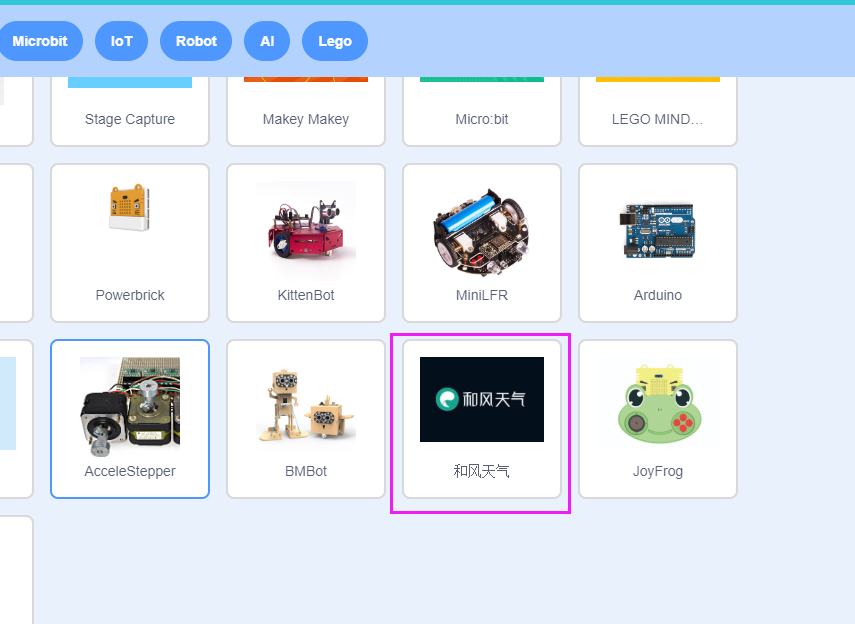 Microbit IoT Robot AI Lego
Stage Capture Makey Makey Micro:bit LEGO MIND...
Powerbrick KittenBot MiniLFR Arduino
和风天气
AcceleStepper BMBot 和风天气 JoyFrog